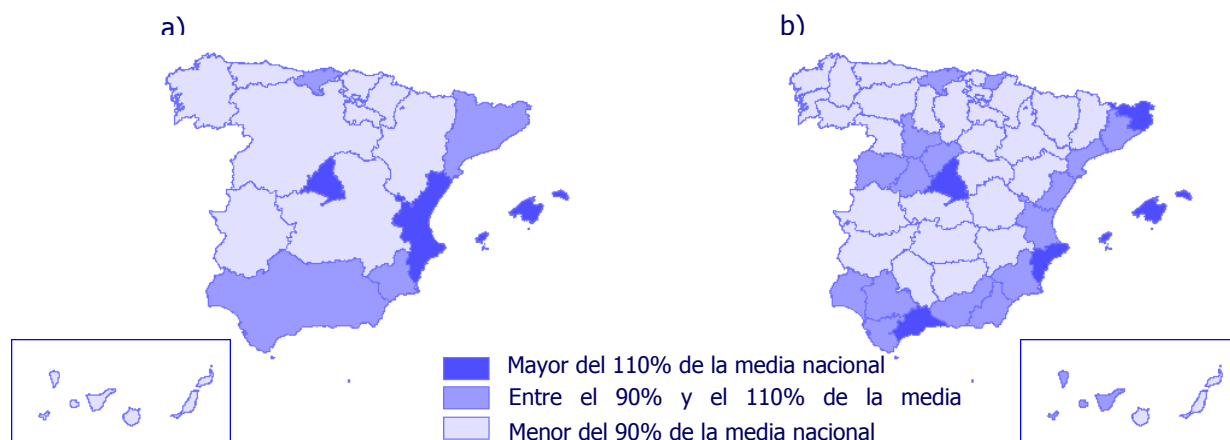 a)
b)
Mayor del 110% de la media nacional
Entre el 90% y el 110% de la media
Menor del 90% de la media nacional